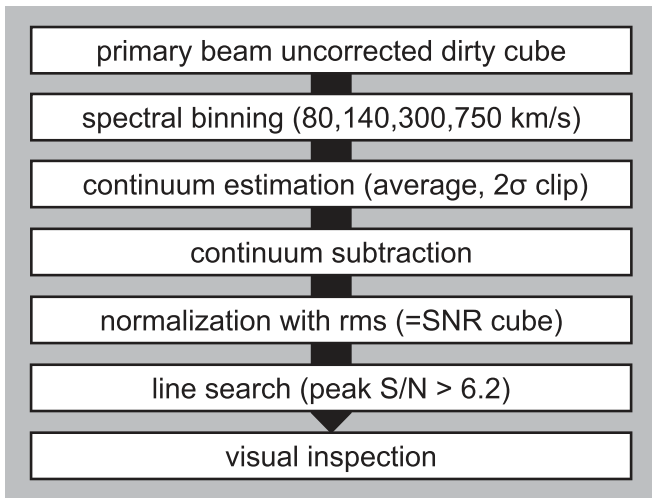 primary beam uncorrected dirty cube
spectral binning (80,140,300,750 km/s)
continuum estimation (average, 2σ clip)
continuum subtraction
normalization with rms (=SNR cube)
line search (peak S/N > 6.2)
visual inspection